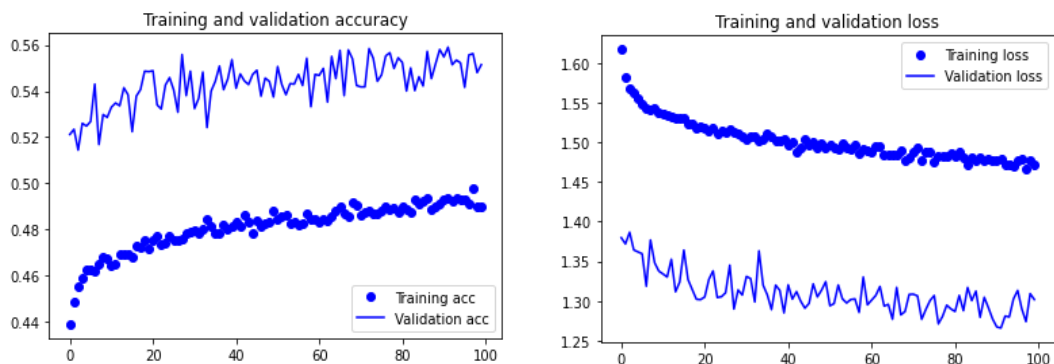 Training and validation accuracy
0.56
0.54
0.52
0.50
0.48
0.46
0.44
Training acc
Validation acc
0 20 40 60 80 100
Training and validation loss
1.60
1.55
1.50
1.45
1.40
1.35
1.30
1.25
Training loss
Validation loss
0 20 40 60 80 100